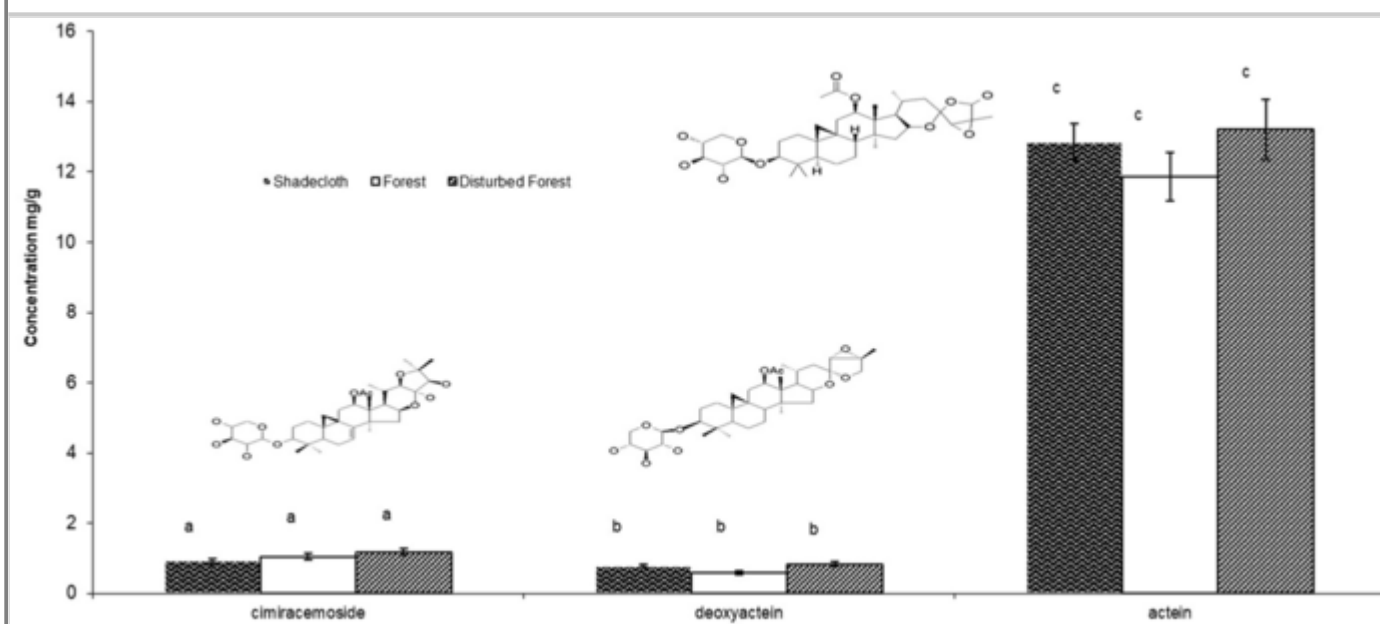 16
14
12
10
8
6
4
2
0
Concentration mg/g
Shadecloth Forest Disturbed Forest
a a a
b b b
c c c
O O O O O O O O O O O H H
O O O O O OAc O O O O
O O O O O OAc O O O
cimiracemoside deoxyactein actein